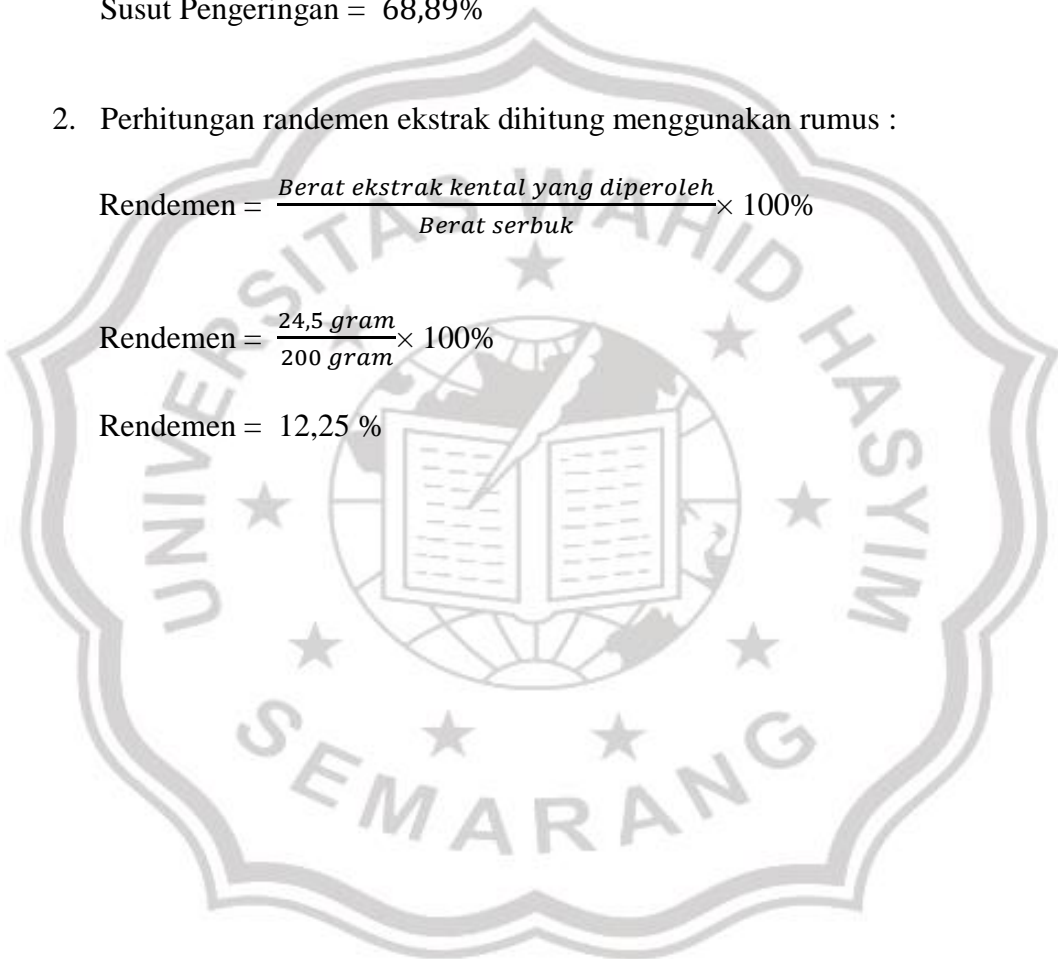 Susut Pengeringan = 68,89%
2. Perhitungan randemen ekstrak dihitung menggunakan rumus :
Rendemen = Berat ekstrak kental yang diperoleh / Berat serbuk × 100%
Rendemen = 24,5 gram / 200 gram × 100%
Rendemen = 12,25 %
UNIVERSITAS WAHID HASYIM
SEMARANG